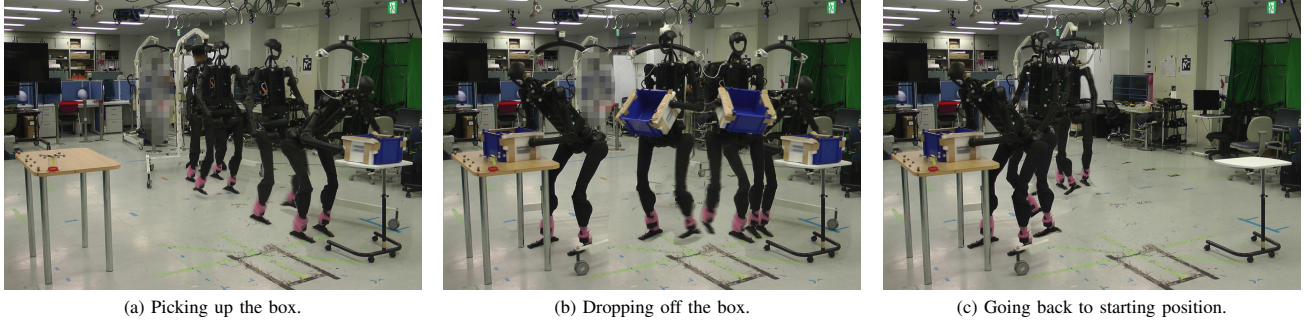 (a) Picking up the box.
(b) Dropping off the box.
(c) Going back to starting position.